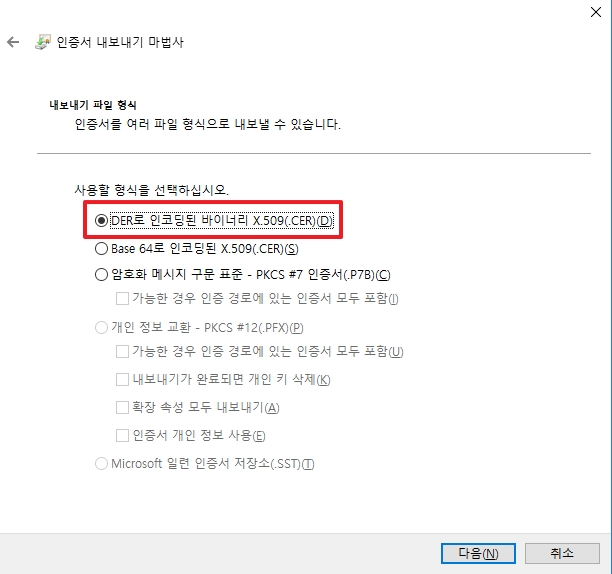 인증서 내보내기 마법사
내보내기 파일 형식
인증서를 여러 파일 형식으로 내보낼 수 있습니다.
사용할 형식을 선택하십시오.
DER로 인코딩된 바이너리 X.509(.CER)(D)
Base 64로 인코딩된 X.509(.CER)(S)
암호화 메시지 구문 표준 - PKCS #7 인증서(.P7B)(C)
가능한 경우 인증 경로에 있는 인증서 모두 포함(I)
개인 정보 교환 - PKCS #12(.PFX)(P)
가능한 경우 인증 경로에 있는 인증서 모두 포함(U)
내보내기가 완료되면 개인 키 삭제(K)
확장 속성 모두 내보내기(A)
인증서 개인 정보 사용(E)
Microsoft 일련 인증서 저장소(.SST)(T)
다음(N)
취소